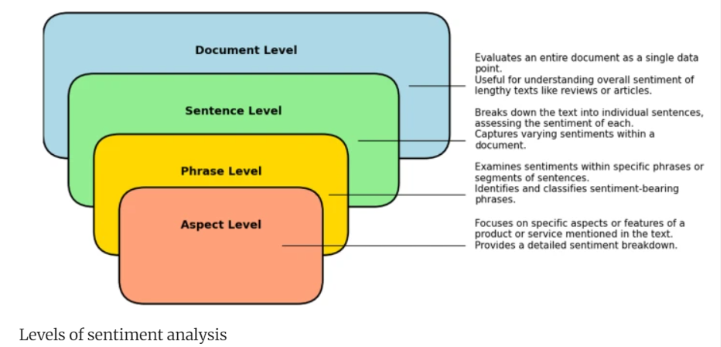 Document Level
Evaluates an entire document as a single data
point.
Useful for understanding overall sentiment of
lengthy texts like reviews or articles.
Sentence Level
Breaks down the text into individual sentences,
assessing the sentiment of each.
Captures varying sentiments within a
document.
Phrase Level
Examines sentiments within specific phrases or
segments of sentences.
Identifies and classifies sentiment-bearing
phrases.
Aspect Level
Focuses on specific aspects or features of a
product or service mentioned in the text.
Provides a detailed sentiment breakdown.
Levels of sentiment analysis